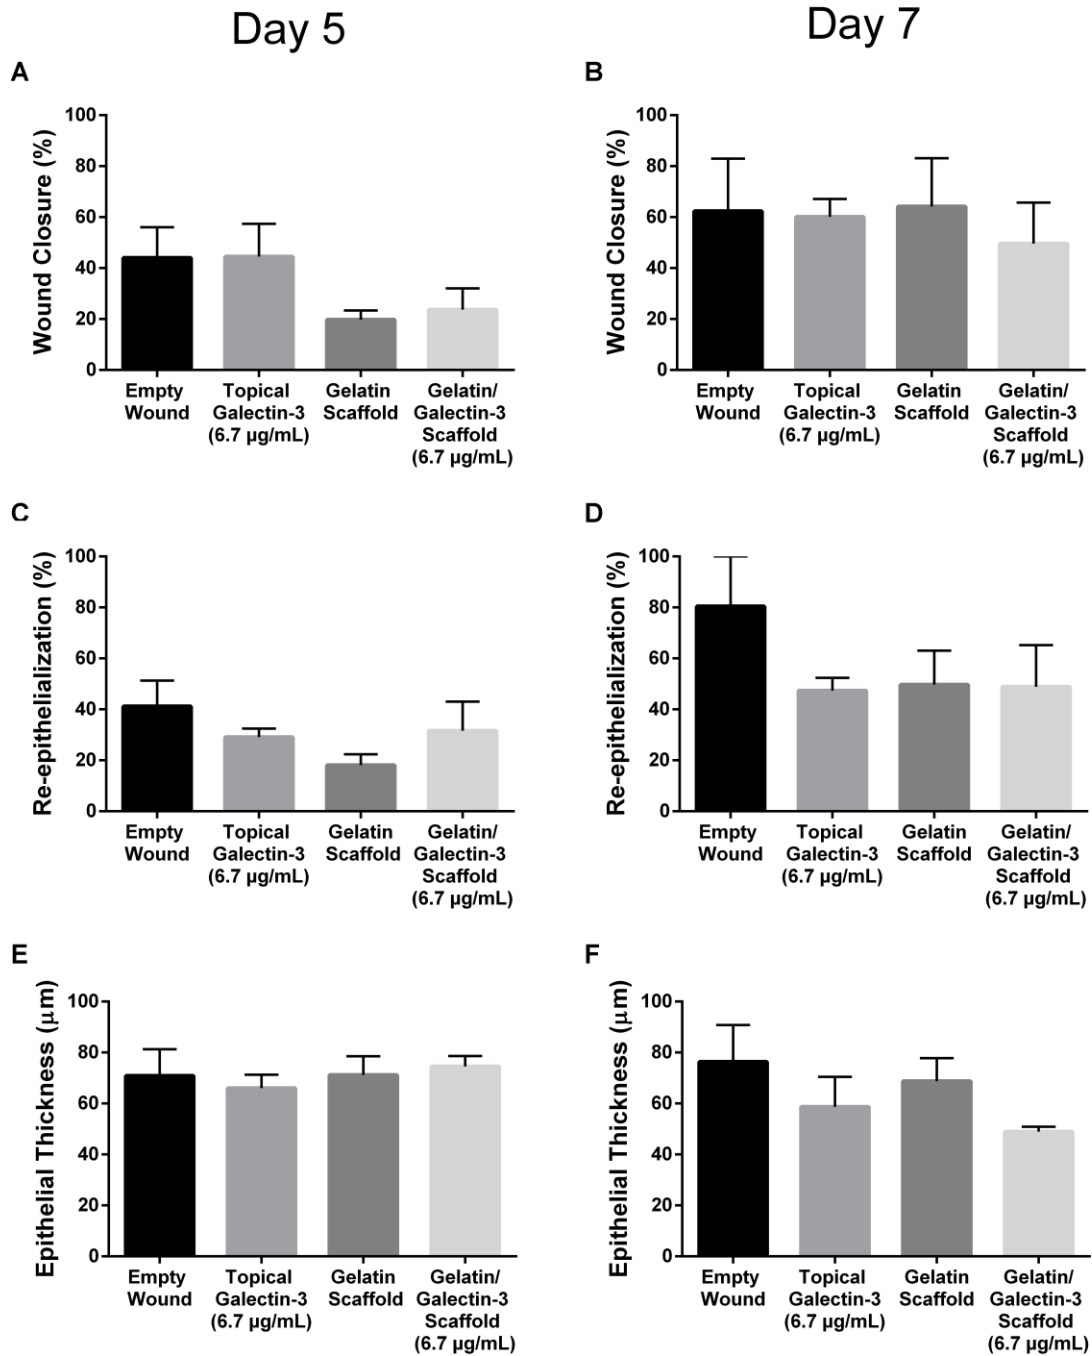 Day 5
Day 7
A
Wound Closure (%)
100
80
60
40
20
0
Empty
Wound
Topical
Galectin-3
(6.7 µg/mL)
Gelatin
Scaffold
Gelatin/
Galectin-3
Scaffold
(6.7 µg/mL)
B
Wound Closure (%)
100
80
60
40
20
0
Empty
Wound
Topical
Galectin-3
(6.7 µg/mL)
Gelatin
Scaffold
Gelatin/
Galectin-3
Scaffold
(6.7 µg/mL)
C
Re-epithelialization (%)
100
80
60
40
20
0
Empty
Wound
Topical
Galectin-3
(6.7 µg/mL)
Gelatin
Scaffold
Gelatin/
Galectin-3
Scaffold
(6.7 µg/mL)
D
Re-epithelialization (%)
100
80
60
40
20
0
Empty
Wound
Topical
Galectin-3
(6.7 µg/mL)
Gelatin
Scaffold
Gelatin/
Galectin-3
Scaffold
(6.7 µg/mL)
E
Epithelial Thickness (µm)
100
80
60
40
20
0
Empty
Wound
Topical
Galectin-3
(6.7 µg/mL)
Gelatin
Scaffold
Gelatin/
Galectin-3
Scaffold
(6.7 µg/mL)
F
Epithelial Thickness (µm)
100
80
60
40
20
0
Empty
Wound
Topical
Galectin-3
(6.7 µg/mL)
Gelatin
Scaffold
Gelatin/
Galectin-3
Scaffold
(6.7 µg/mL)